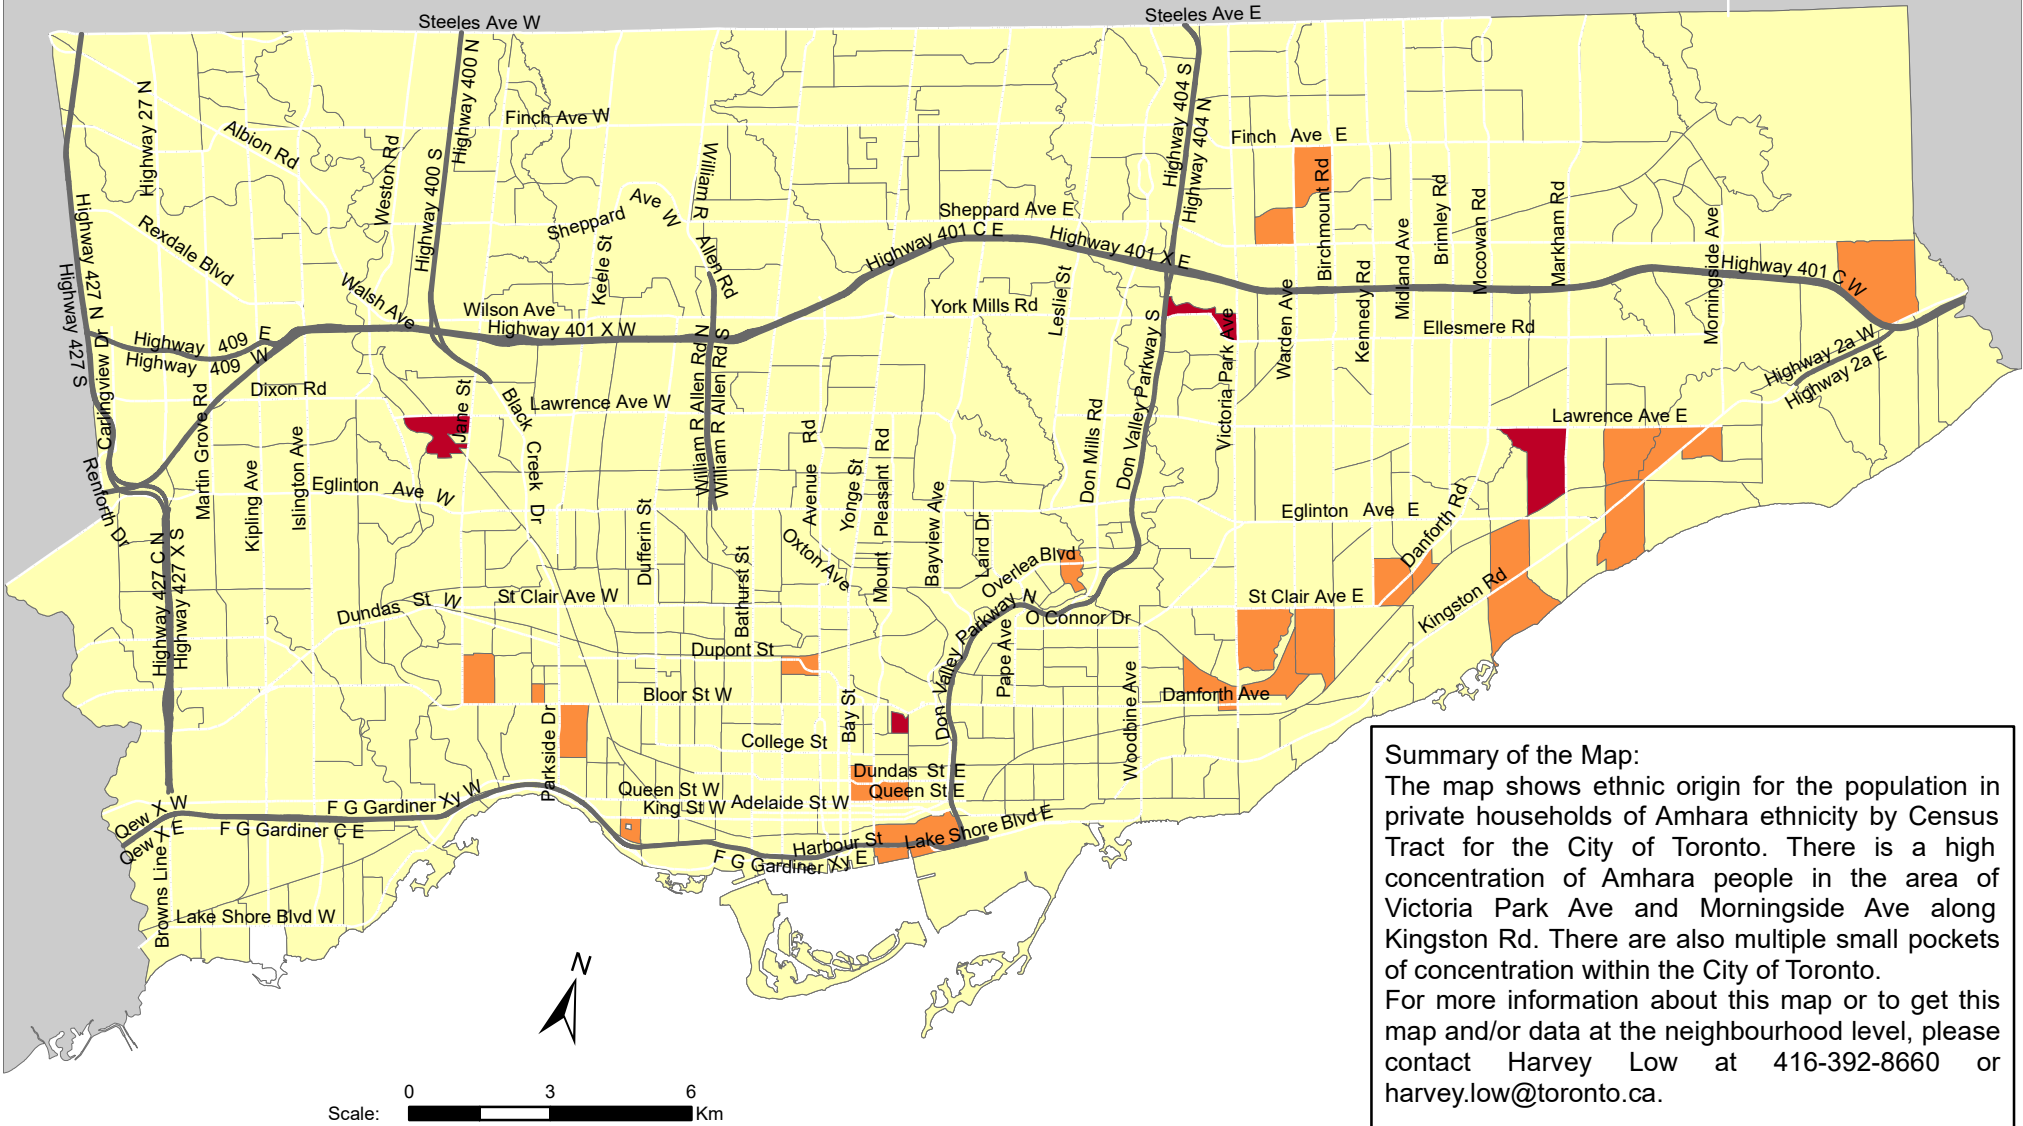 Steeles Ave W
Steeles Ave E
Highway 400 N
Highway 404 S
Highway 27 N
Finch Ave W
Highway 404 N
Finch Ave E
Albion Rd
Weston Rd
Highway 400 S
William R
Allen Rd
Birchmount Rd
Brimley Rd
Mccowan Rd
Markham Rd
Morningside Ave
Midland Ave
Sheppard Ave W
Sheppard Ave E
Highway 427 N
Rexdale Blvd
Keele St
Highway 401 C E
Highway 401 X E
Highway 401 C W
Highway 427 S
Walsh Ave
Wilson Ave
York Mills Rd
Leslie St
Warden Ave
Kennedy Rd
Ellesmere Rd
Highway 401 X W
Highway 409 E
Highway 409 W
Carlingview Dr
Highway 2a W
Highway 2a E
Dixon Rd
Martin Grove Rd
Jane St
Black Creek Dr
Lawrence Ave W
William R Allen Rd N
William R Allen Rd S
Don Valley Parkway S
Victoria Park Ave
Lawrence Ave E
Renforth Dr
Kipling Ave
Islington Ave
Eglinton Ave W
Dufferin St
Avenue Rd
Yonge St
Mount Pleasant Rd
Bayview Ave
Laird Dr
Don Mills Rd
Eglinton Ave E
Danforth Rd
Highway 427 C N
Highway 427 X S
Bathurst St
Oxton Ave
Overlea Blvd
Dundas St W
St Clair Ave W
St Clair Ave E
Kingston Rd
O Connor Dr
Don Valley Parkway N
Pape Ave
Dupont St
Bloor St W
Danforth Ave
Woodbine Ave
Parkside Dr
Bay St
College St
Dundas St E
Queen St W
Queen St E
King St W
Adelaide St W
Qew X W
Qew X E
F G Gardiner Xy W
F G Gardiner C E
Harbour St
Lake Shore Blvd E
F G Gardiner Xy E
Browns Line
Lake Shore Blvd W
N
0 3 6
Scale: Km
Summary of the Map:
The map shows ethnic origin for the population in
private households of Amhara ethnicity by Census
Tract for the City of Toronto. There is a high
concentration of Amhara people in the area of
Victoria Park Ave and Morningside Ave along
Kingston Rd. There are also multiple small pockets
of concentration within the City of Toronto.
For more information about this map or to get this
map and/or data at the neighbourhood level, please
contact Harvey Low at 416-392-8660 or
harvey.low@toronto.ca.